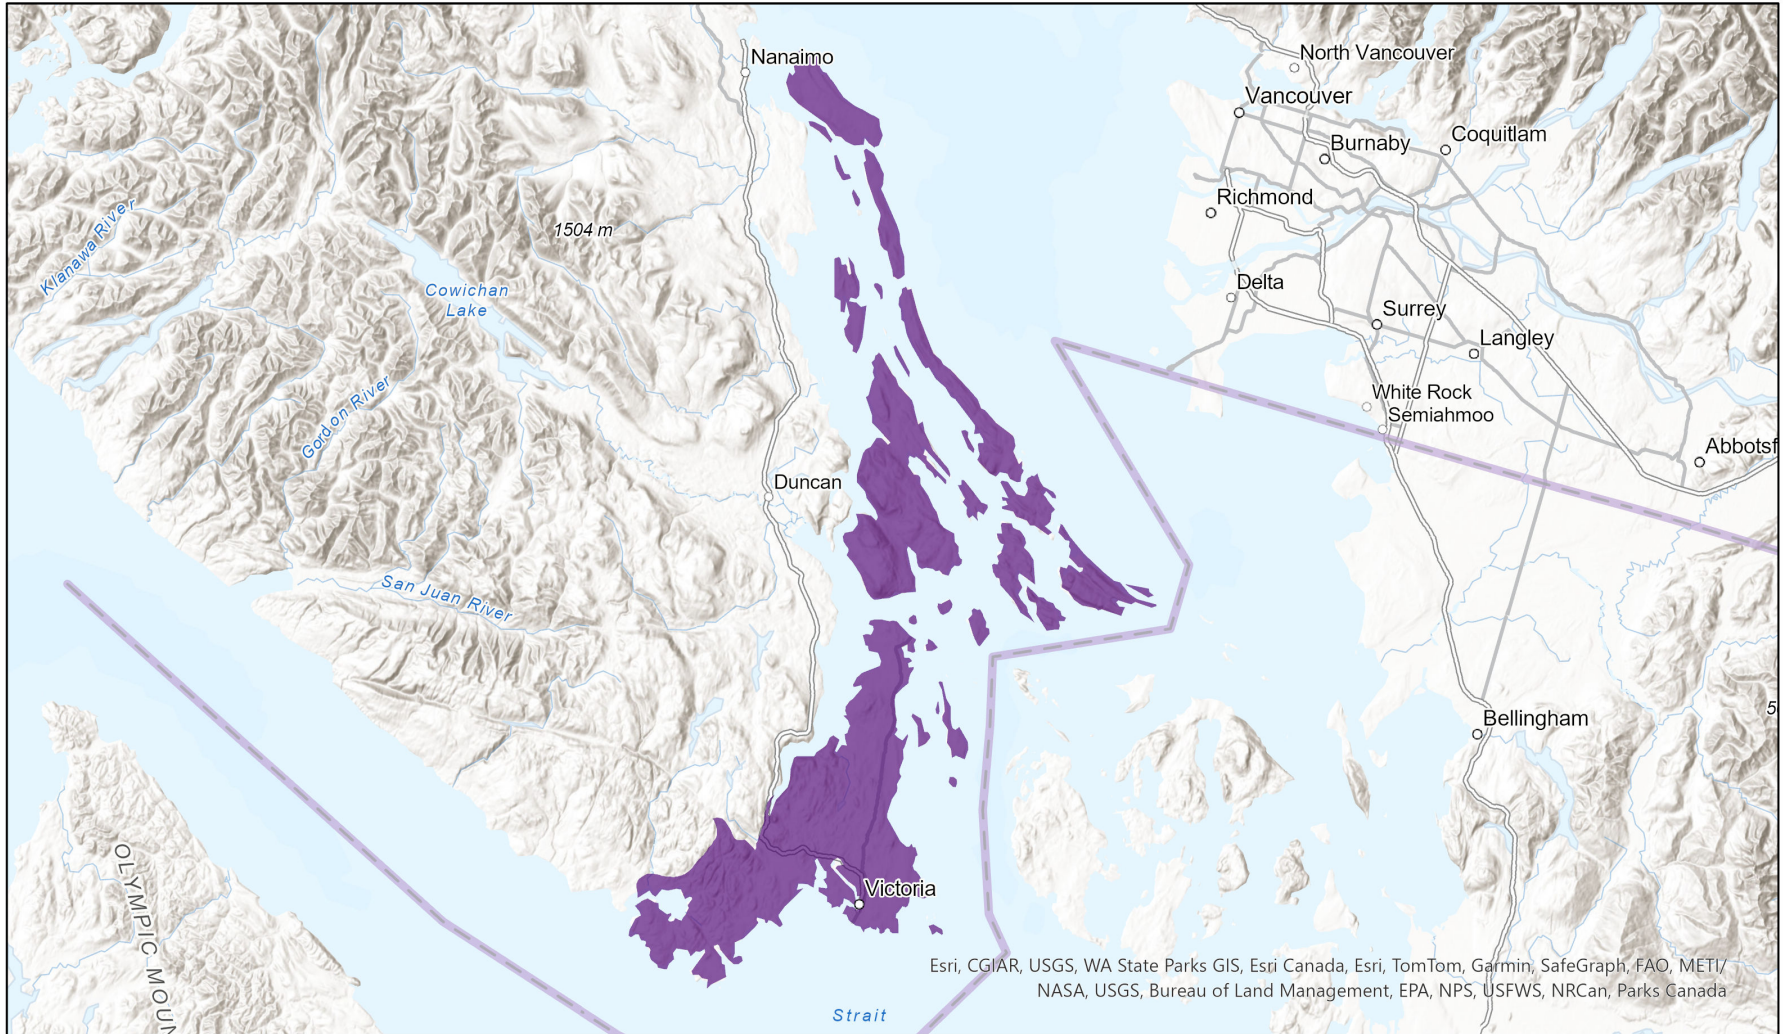 Nanaimo
North Vancouver
Vancouver
Burnaby
Coquitlam
Richmond
Klanawa River
1504 m
Delta
Cowichan
Lake
Surrey
Langley
White Rock
Semiahmoo
Gordon River
Abbotsf
Duncan
San Juan River
Bellingham
5
OLYMPIC MOUN
Victoria
Esri, CGIAR, USGS, WA State Parks GIS, Esri Canada, Esri, TomTom, Garmin, SafeGraph, FAO, METI/
NASA, USGS, Bureau of Land Management, EPA, NPS, USFWS, NRCan, Parks Canada
Strait